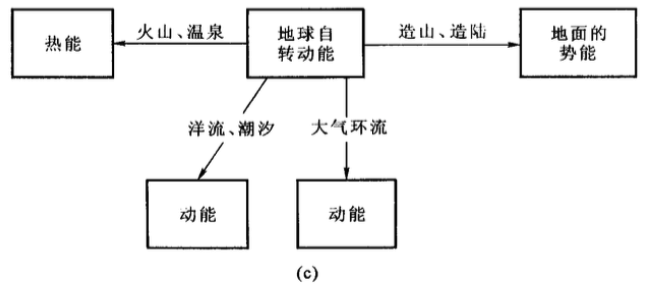 热能
火山、温泉
地球自
转动能
造山、造陆
地面的
势能
洋流、潮汐
大气环流
动能
动能
(c)